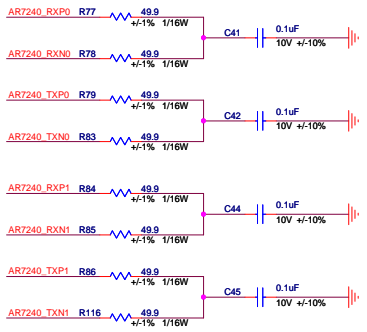 AR7240_RXP0 R77 49.9
+/-1% 1/16W
C41 0.1uF
10V +/-10%
AR7240_RXN0 R78 49.9
+/-1% 1/16W
AR7240_TXP0 R79 49.9
+/-1% 1/16W
C42 0.1uF
10V +/-10%
AR7240_TXN0 R83 49.9
+/-1% 1/16W
AR7240_RXP1 R84 49.9
+/-1% 1/16W
C44 0.1uF
10V +/-10%
AR7240_RXN1 R85 49.9
+/-1% 1/16W
AR7240_TXP1 R86 49.9
+/-1% 1/16W
C45 0.1uF
10V +/-10%
AR7240_TXN1 R116 49.9
+/-1% 1/16W